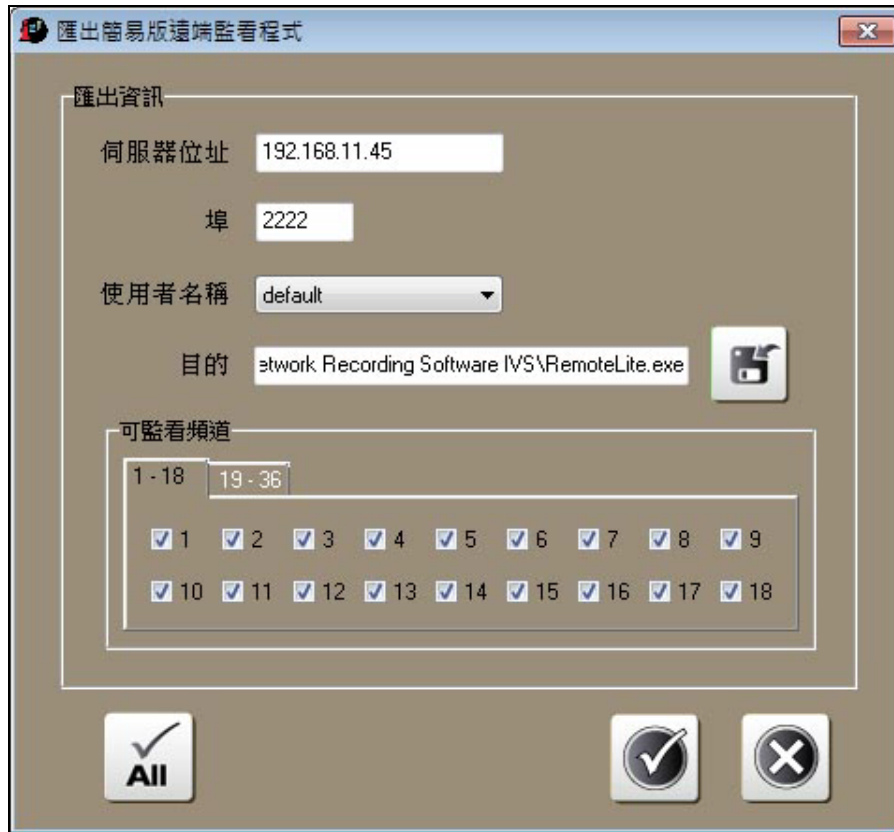 匯出簡易版遠端監看程式
匯出資訊
伺服器位址 192.168.11.45
埠 2222
使用者名稱 default
目的 etwork Recording Software IVS\RemoteLite.exe
可監看頻道
1 - 18 19 - 36
1 2 3 4 5 6 7 8 9
10 11 12 13 14 15 16 17 18
All